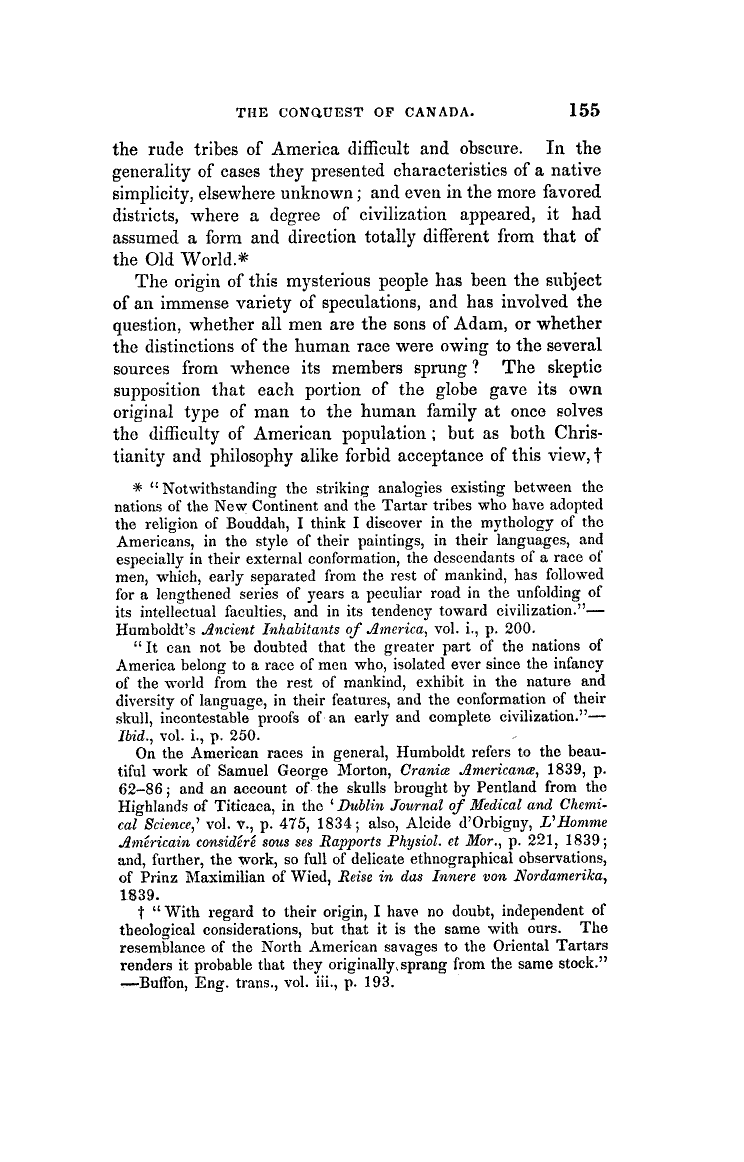 THE CONQUEST OF CANADA. 155
the rude tribes of America difficult and obscure. In the
generality of cases they presented characteristics of a native
simplicity, elsewhere unknown; and even in the more favored
districts, where a degree of civilization appeared, it had
assumed a form and direction totally different from that of
the Old World.*
The origin of this mysterious people has been the subject
of an immense variety of speculations, and has involved the
question, whether all men are the sons of Adam, or whether
the distinctions of the human race were owing to the several
sources from whence its members sprung? The skeptic
supposition that each portion of the globe gave its own
original type of man to the human family at once solves
the difficulty of American population; but as both Chris-
tianity and philosophy alike forbid acceptance of this view,†
* "Notwithstanding the striking analogies existing between the
nations of the New Continent and the Tartar tribes who have adopted
the religion of Bouddah, I think I discover in the mythology of the
Americans, in the style of their paintings, in their languages, and
especially in their external conformation, the descendants of a race of
men, which, early separated from the rest of mankind, has followed
for a lengthened series of years a peculiar road in the unfolding of
its intellectual faculties, and in its tendency toward civilization."—
Humboldt's Ancient Inhabitants of America, vol. i., p. 200.
"It can not be doubted that the greater part of the nations of
America belong to a race of men who, isolated ever since the infancy
of the world from the rest of mankind, exhibit in the nature and
diversity of language, in their features, and the conformation of their
skull, incontestable proofs of an early and complete civilization."—
Ibid., vol. i., p. 250.
On the American races in general, Humboldt refers to the beau-
tiful work of Samuel George Morton, Craniæ Americanæ, 1839, p.
62–86; and an account of the skulls brought by Pentland from the
Highlands of Titicaca, in the 'Dublin Journal of Medical and Chemi-
cal Science,' vol. v., p. 475, 1834; also, Alcide d'Orbigny, L'Homme
Américain considéré sous ses Rapports Physiol. et Mor., p. 221, 1839;
and, further, the work, so full of delicate ethnographical observations,
of Prinz Maximilian of Wied, Reise in das Innere von Nordamerika,
1839.
† "With regard to their origin, I have no doubt, independent of
theological considerations, but that it is the same with ours. The
resemblance of the North American savages to the Oriental Tartars
renders it probable that they originally sprang from the same stock."
—Buffon, Eng. trans., vol. iii., p. 193.